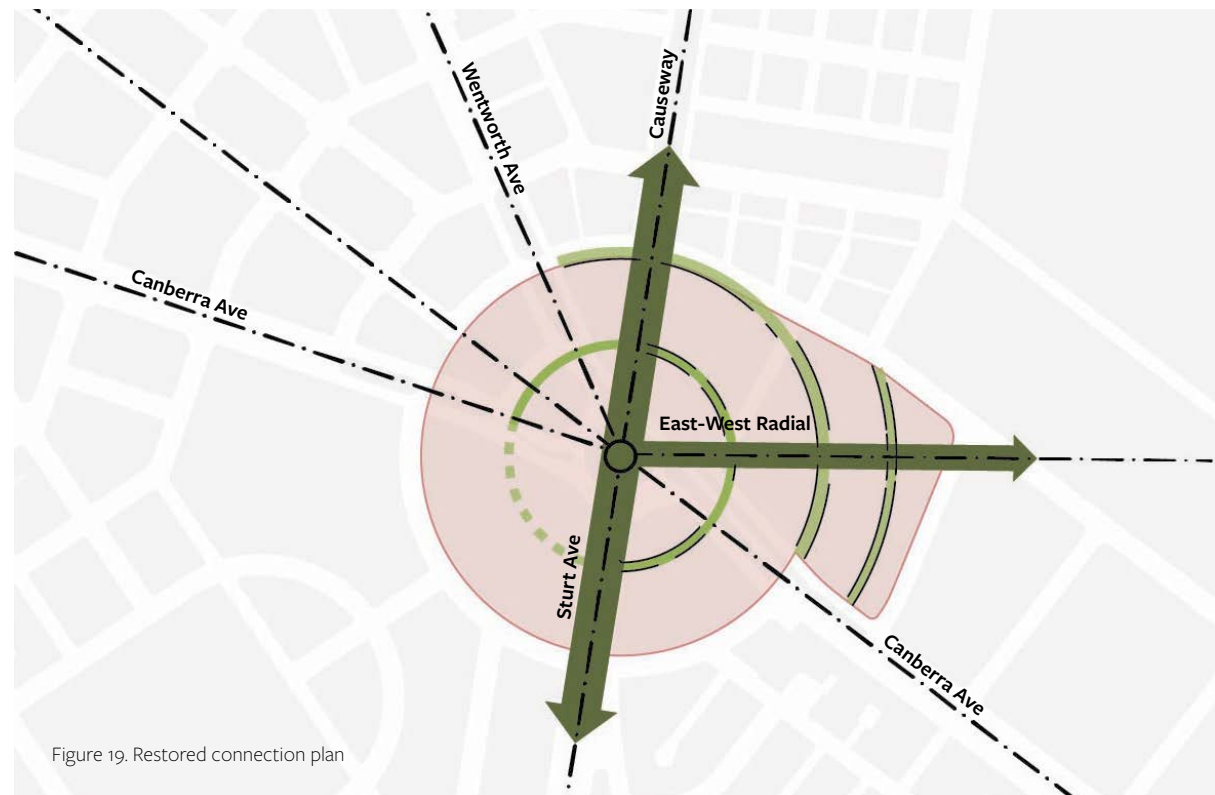 Wentworth Ave
Causeway
Canberra Ave
East-West Radial
Sturt Ave
Canberra Ave
Figure 19. Restored connection plan